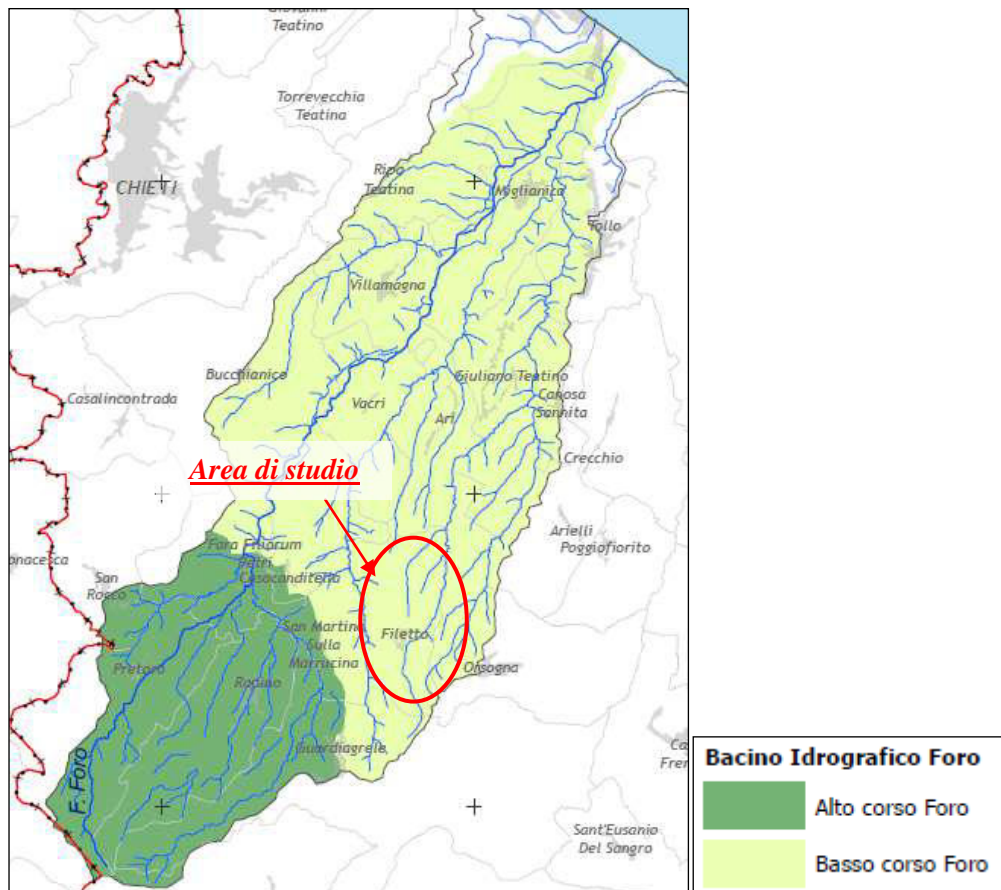 Giovanni
Teatino
Torrevecchia
Teatina
CHIETI
Ripa
Teatina
Miglianica
Tollo
Villamagna
Bucchianico
Giuliano Teatino
Casalincontrada
Vacri
Canosa
Sannita
Ari
Crecchio
Area di studio
Arielli
Poggiofiorito
Fara Filiorum
Petri
Casacanditella
San
Rocco
San Martino
Sulla
Marrucina
Filetto
Orsogna
Pretoro
Rapino
Guardiagrele
F. Foro
Sant'Eusanio
Del Sangro
Bacino Idrografico Foro
Alto corso Foro
Basso corso Foro